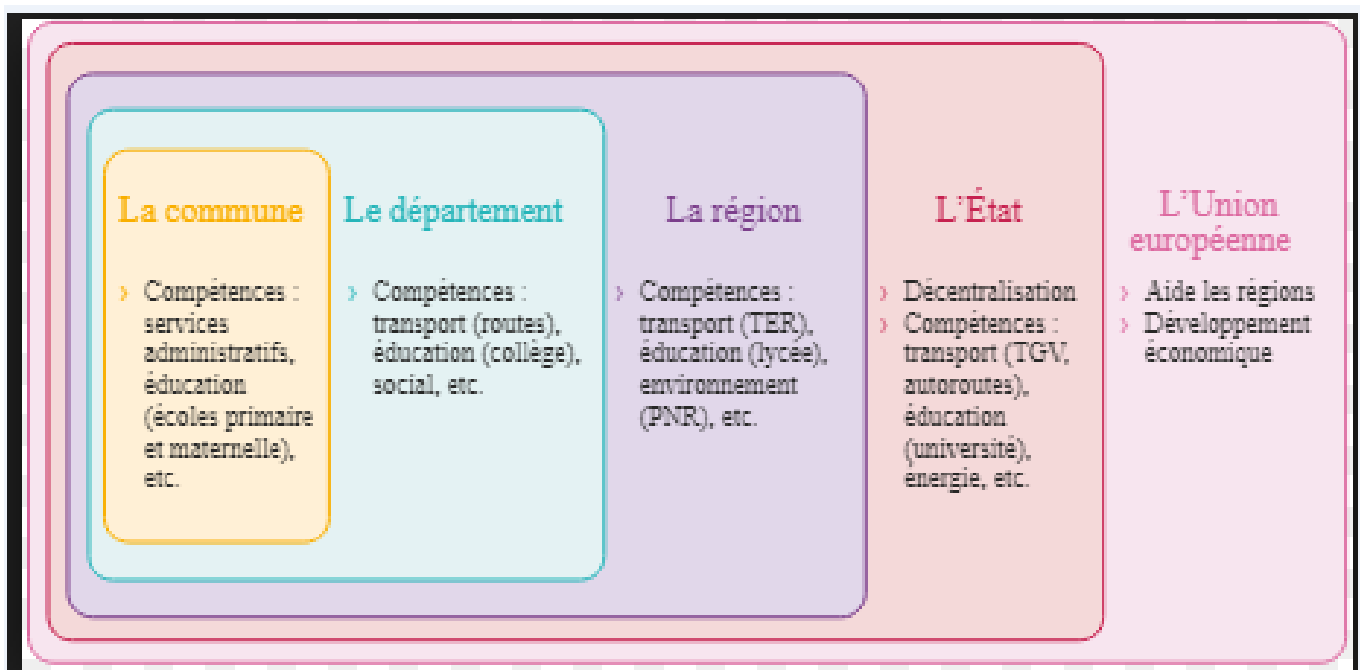 La commune
› Compétences :
services
administratifs,
éducation
(écoles primaire
et maternelle),
etc.
Le département
› Compétences :
transport (routes),
éducation (collège),
social, etc.
La région
› Compétences :
transport (TER),
éducation (lycée),
environnement
(PNR), etc.
L’État
› Décentralisation
› Compétences :
transport (TGV,
autoroutes),
éducation
(université),
énergie, etc.
L’Union
européenne
› Aide les régions
› Développement
économique